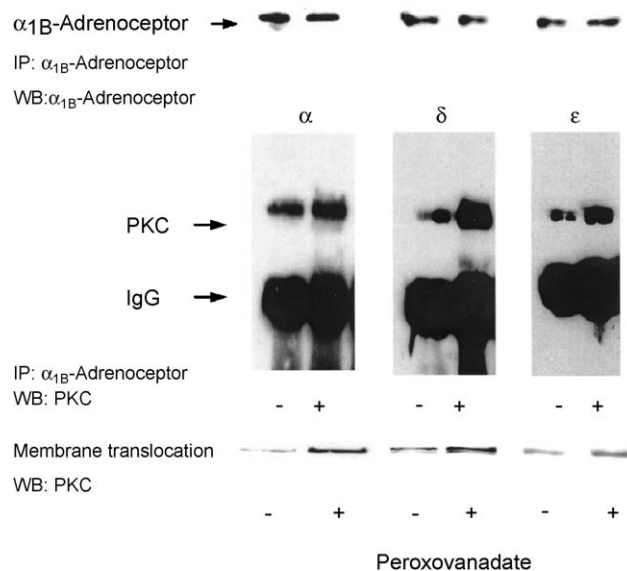 α1B-Adrenoceptor
IP: α1B-Adrenoceptor
WB:α1B-Adrenoceptor
α δ ε
PKC
IgG
IP: α1B-Adrenoceptor
WB: PKC
- + - + - +
Membrane translocation
WB: PKC
- + - + - +
Peroxovanadate